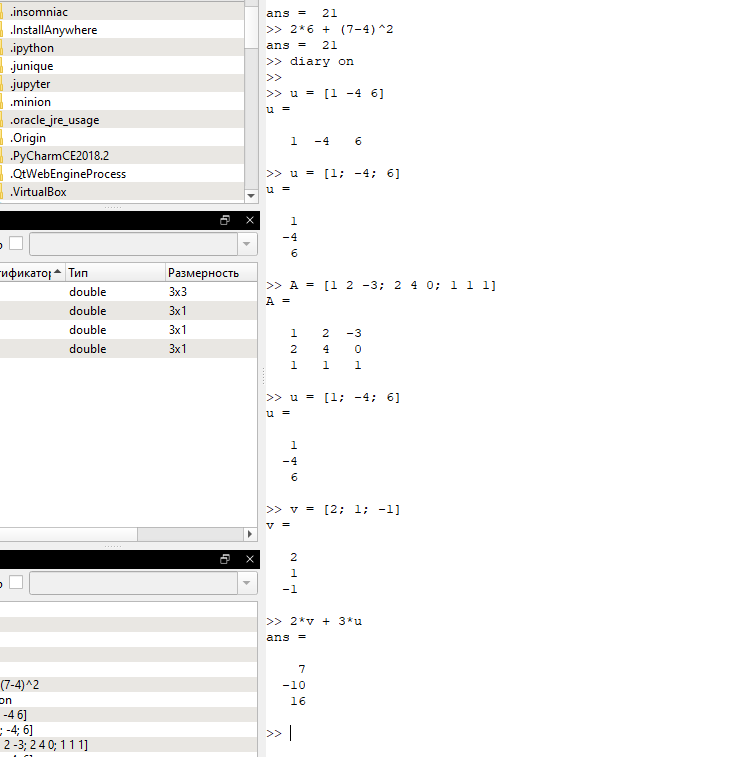 .insomniac
.InstallAnywhere
.ipython
.junique
.jupyter
.minion
.oracle_jre_usage
.Origin
.PyCharmCE2018.2
.QtWebEngineProcess
.VirtualBox
Тип Размерность
double 3x3
double 3x1
double 3x1
double 3x1
(7-4)^2
on
-4 6]
; -4; 6]
2 -3; 2 4 0; 1 1 1]
ans = 21
>> 2*6 + (7-4)^2
ans = 21
>> diary on
>>
>> u = [1 -4 6]
u =
1 -4 6
>> u = [1; -4; 6]
u =
1
-4
6
>> A = [1 2 -3; 2 4 0; 1 1 1]
A =
1 2 -3
2 4 0
1 1 1
>> u = [1; -4; 6]
u =
1
-4
6
>> v = [2; 1; -1]
v =
2
1
-1
>> 2*v + 3*u
ans =
7
-10
16
>>